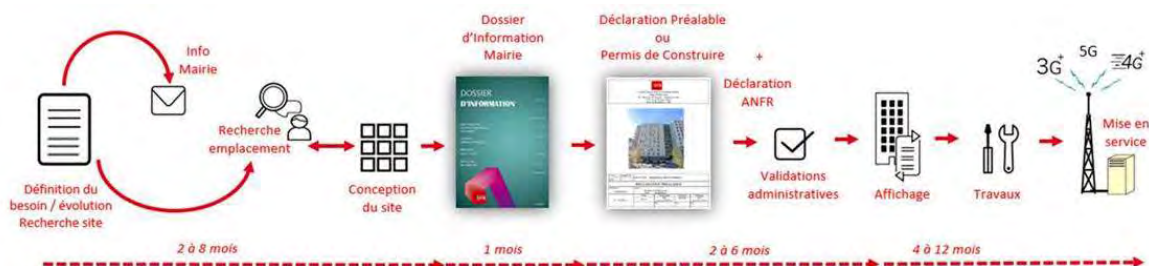 Info
Mairie
Définition du
besoin / évolution
Recherche site
Recherche
emplacement
Conception
du site
Dossier
d'Information
Mairie
DOSSIER
D'INFORMATION
Déclaration Préalable
ou
Permis de Construire
+
Déclaration
ANFR
Validations
administratives
Affichage
Travaux
3G+
5G
4G+
Mise en
service
2 à 8 mois
1 mois
2 à 6 mois
4 à 12 mois